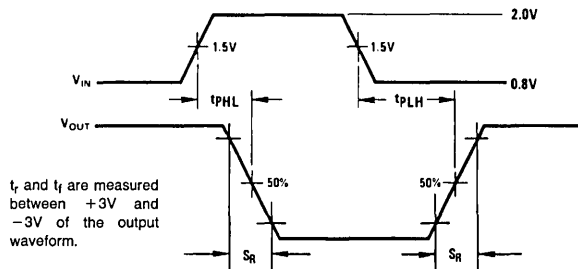 2.0V
1.5V
1.5V
VIN
0.8V
tPHL
tPLH
VOUT
50%
50%
tr and tf are measured
between +3V and
−3V of the output
waveform.
SR
SR